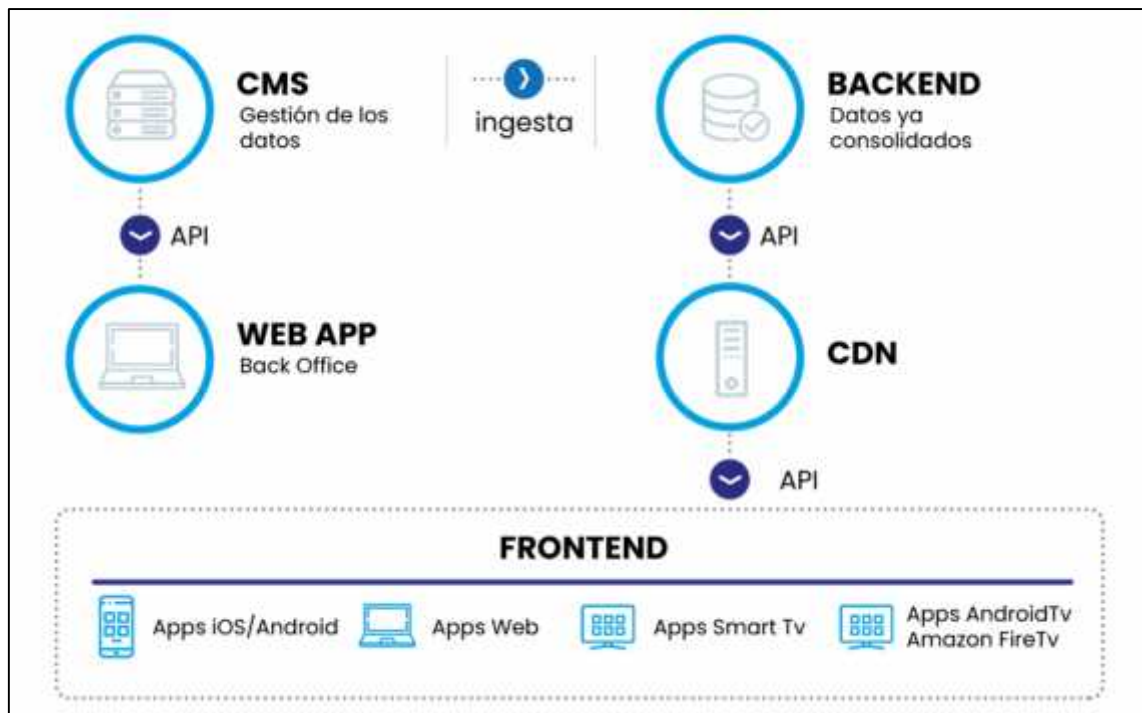 CMS
Gestión de los
datos
ingesta
BACKEND
Datos ya
consolidados
API
API
WEB APP
Back Office
CDN
API
FRONTEND
Apps iOS/Android
Apps Web
Apps Smart Tv
Apps AndroidTv
Amazon FireTv